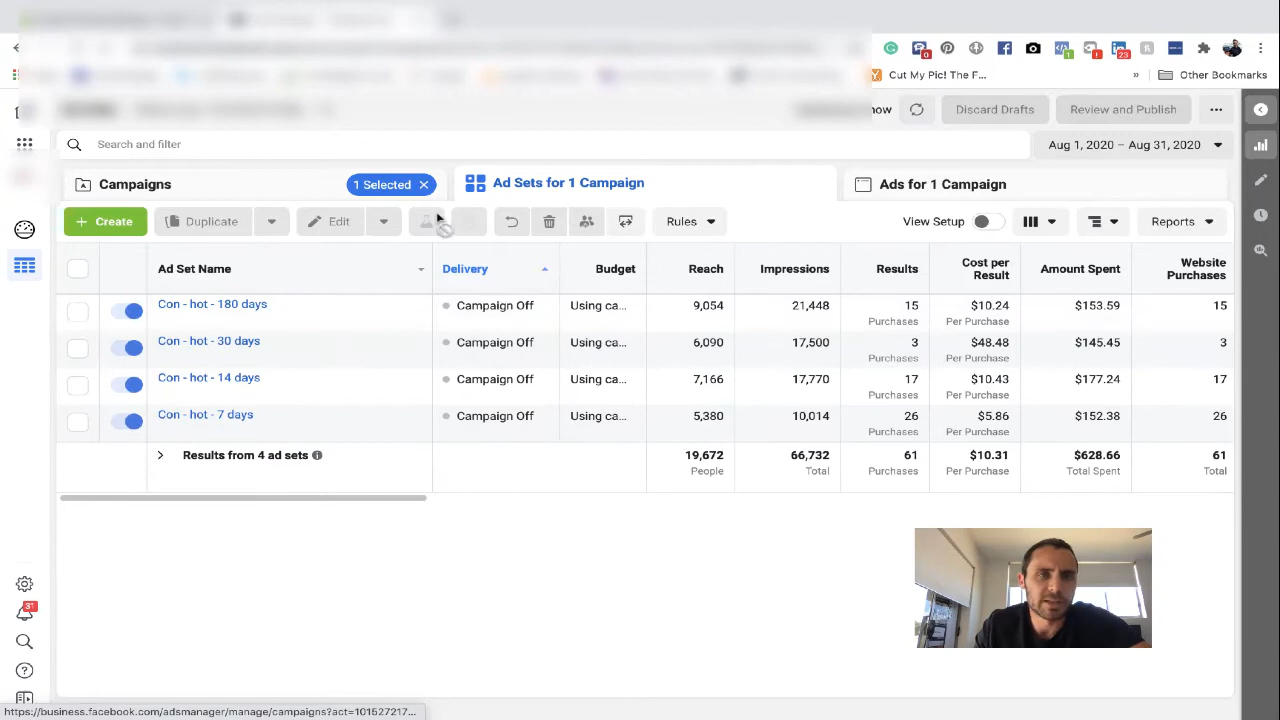 0
1
!
23
Cut My Pic! The F...
»
Other Bookmarks
now
Discard Drafts
Review and Publish
Search and filter
Aug 1, 2020 – Aug 31, 2020
Campaigns
1 Selected
Ad Sets for 1 Campaign
Ads for 1 Campaign
+ Create
Duplicate
Edit
Rules
View Setup
Reports
Ad Set Name
Delivery
Budget
Reach
Impressions
Results
Cost per
Result
Amount Spent
Website
Purchases
Con - hot - 180 days
Campaign Off
Using ca...
9,054
21,448
15
Purchases
$10.24
Per Purchase
$153.59
15
Con - hot - 30 days
Campaign Off
Using ca...
6,090
17,500
3
Purchases
$48.48
Per Purchase
$145.45
3
Con - hot - 14 days
Campaign Off
Using ca...
7,166
17,770
17
Purchases
$10.43
Per Purchase
$177.24
17
Con - hot - 7 days
Campaign Off
Using ca...
5,380
10,014
26
Purchases
$5.86
Per Purchase
$152.38
26
Results from 4 ad sets
19,672
People
66,732
Total
61
Purchases
$10.31
Per Purchase
$628.66
Total Spent
61
Total
31
https://business.facebook.com/adsmanager/manage/campaigns?act=101527217...